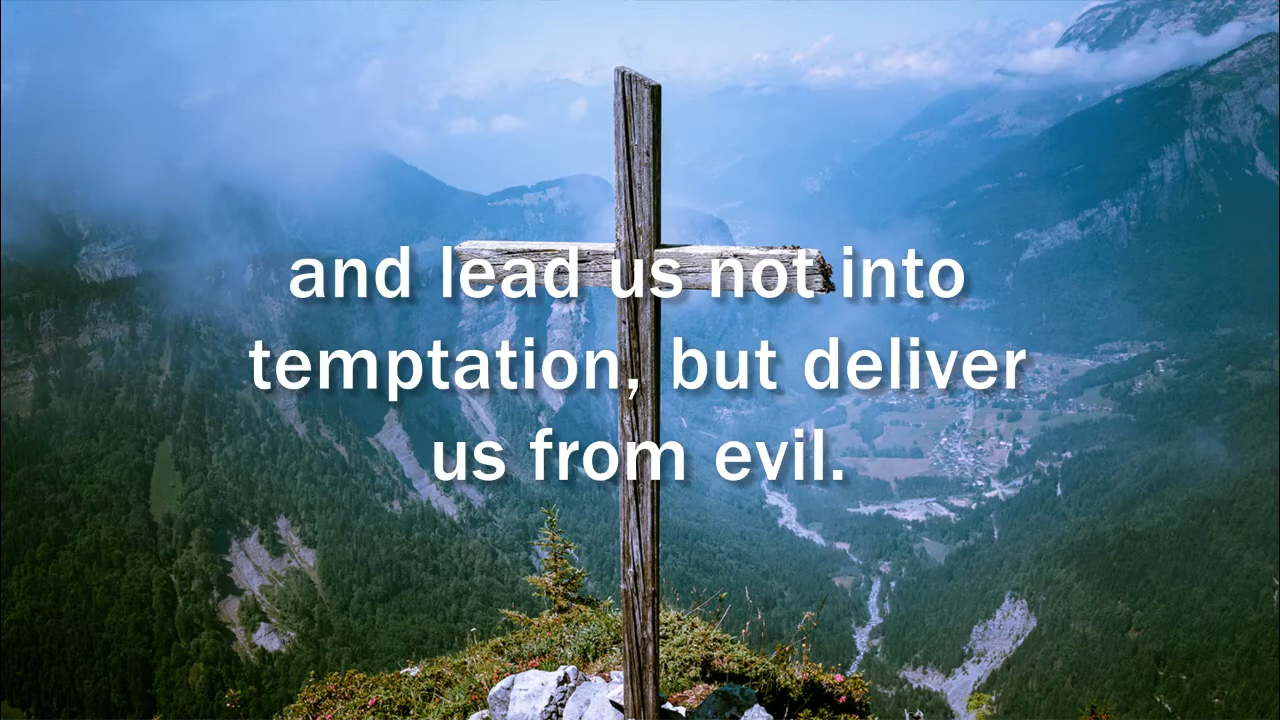 and lead us not into
temptation, but deliver
us from evil.